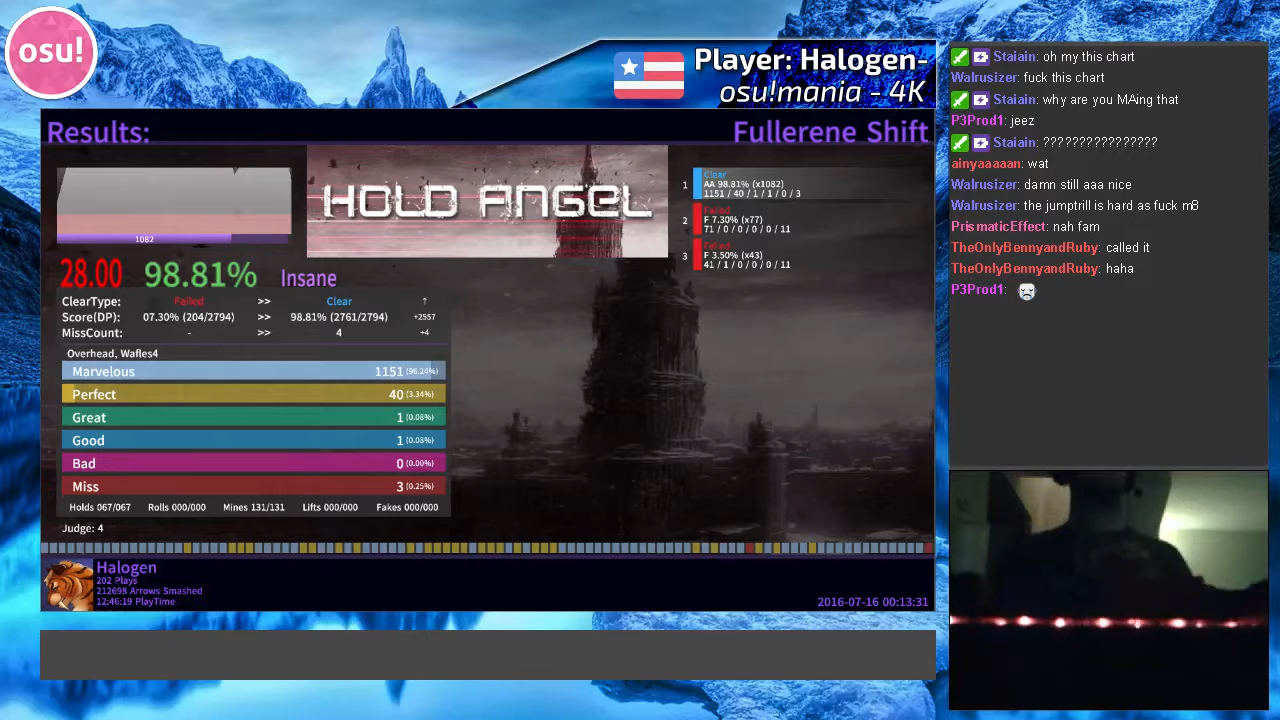 osu!
Player: Halogen-
osu!mania - 4K
Results:
Fullerene Shift
HOLD ANGEL
1082
28.00 98.81% Insane
ClearType: Failed >> Clear ↑
Score(DP): 07.30% (204/2794) >> 98.81% (2761/2794) +2557
MissCount: - >> 4 +4
Overhead, Wafles4
Marvelous 1151 (96.24%)
Perfect 40 (3.34%)
Great 1 (0.08%)
Good 1 (0.08%)
Bad 0 (0.00%)
Miss 3 (0.25%)
Holds 067/067 Rolls 000/000 Mines 131/131 Lifts 000/000 Fakes 000/000
Judge: 4
1 Clear
AA 98.81% (x1082)
1151 / 40 / 1 / 1 / 0 / 3
2 Failed
F 7.30% (x77)
71 / 0 / 0 / 0 / 0 / 11
3 Failed
F 3.50% (x43)
41 / 1 / 0 / 0 / 0 / 11
Halogen
202 Plays
212698 Arrows Smashed
12:46:19 PlayTime
2016-07-16 00:13:31
Staiain: oh my this chart
Walrusizer: fuck this chart
Staiain: why are you MAing that
P3Prod1: jeez
Staiain: ????????????????
ainyaaaaan: wat
Walrusizer: damn still aaa nice
Walrusizer: the jumptrill is hard as fuck m8
PrismaticEffect: nah fam
TheOnlyBennyandRuby: called it
TheOnlyBennyandRuby: haha
P3Prod1: